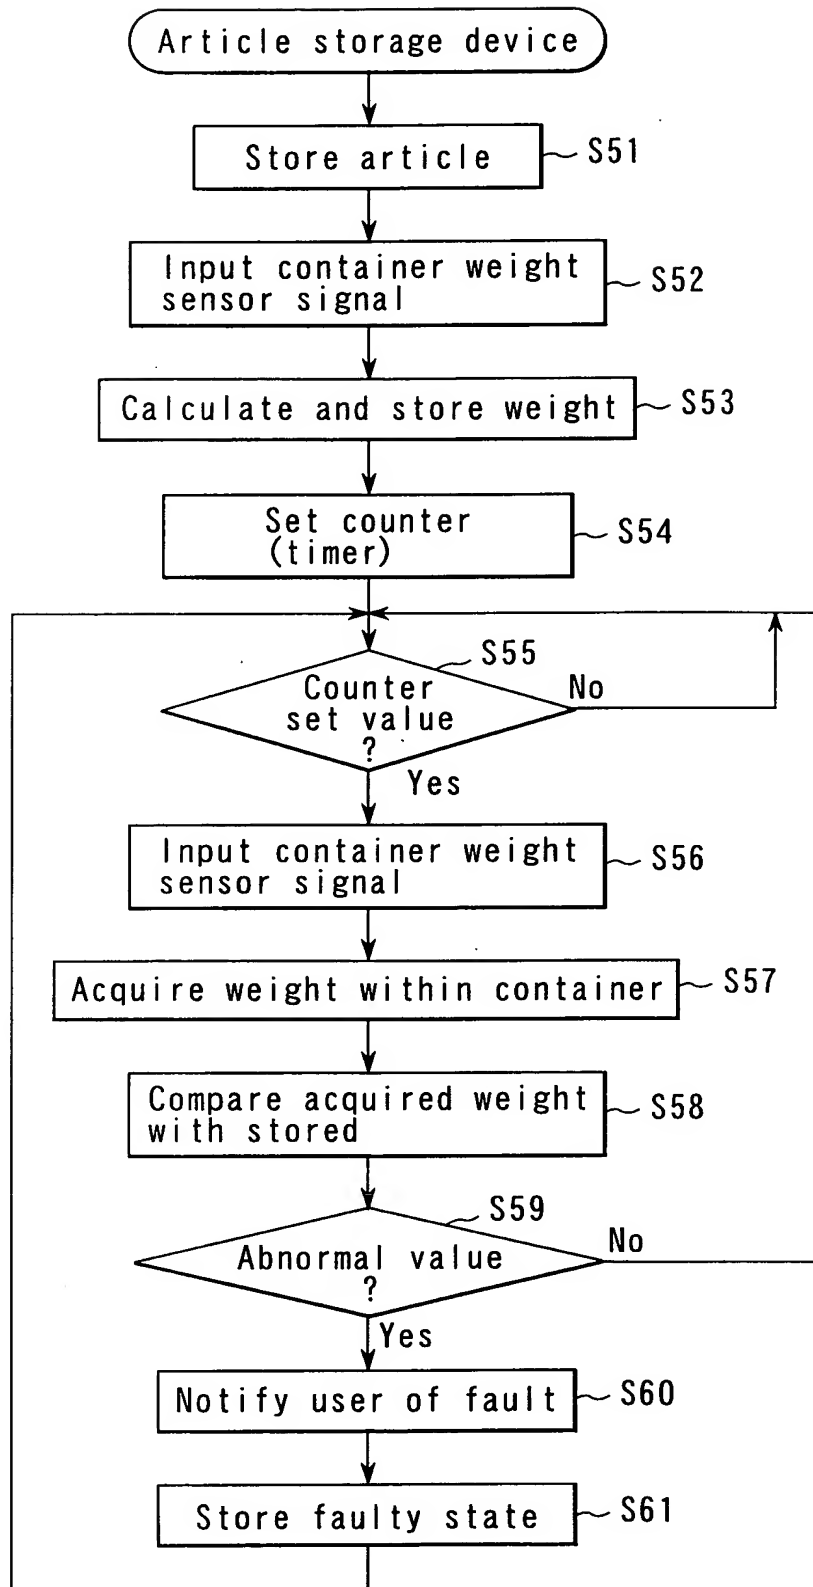 Article storage device
Store article
S51
Input container weight
sensor signal
S52
Calculate and store weight
S53
Set counter
(timer)
S54
S55
Counter
set value
?
No
Yes
Input container weight
sensor signal
S56
Acquire weight within container
S57
Compare acquired weight
with stored
S58
S59
Abnormal value
?
No
Yes
Notify user of fault
S60
Store faulty state
S61